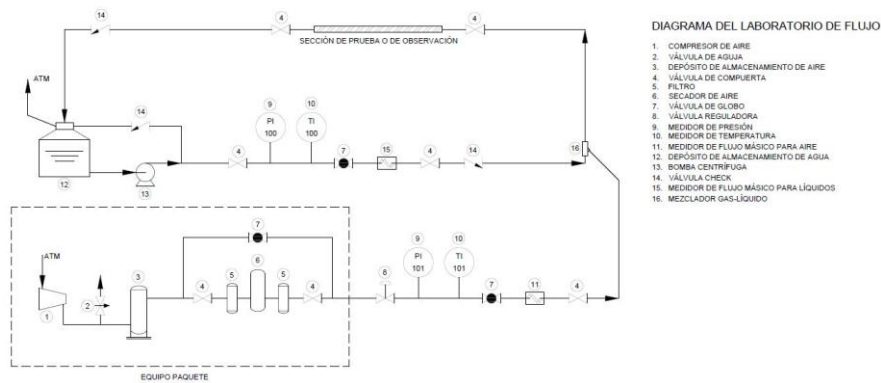 14
4
4
SECCIÓN DE PRUEBA O DE OBSERVACIÓN
ATM
14
9
10
PI
100
TI
100
4
7
15
4
14
16
12
13
7
9
10
ATM
3
6
PI
101
TI
101
2
4
5
5
4
8
7
11
4
1
EQUIPO PAQUETE
DIAGRAMA DEL LABORATORIO DE FLUJO
1. COMPRESOR DE AIRE
2. VÁLVULA DE AGUJA
3. DEPÓSITO DE ALMACENAMIENTO DE AIRE
4. VÁLVULA DE COMPUERTA
5. FILTRO
6. SECADOR DE AIRE
7. VÁLVULA DE GLOBO
8. VÁLVULA REGULADORA
9. MEDIDOR DE PRESIÓN
10. MEDIDOR DE TEMPERATURA
11. MEDIDOR DE FLUJO MÁSICO PARA AIRE
12. DEPÓSITO DE ALMACENAMIENTO DE AGUA
13. BOMBA CENTRÍFUGA
14. VÁLVULA CHECK
15. MEDIDOR DE FLUJO MÁSICO PARA LÍQUIDOS
16. MEZCLADOR GAS-LÍQUIDO